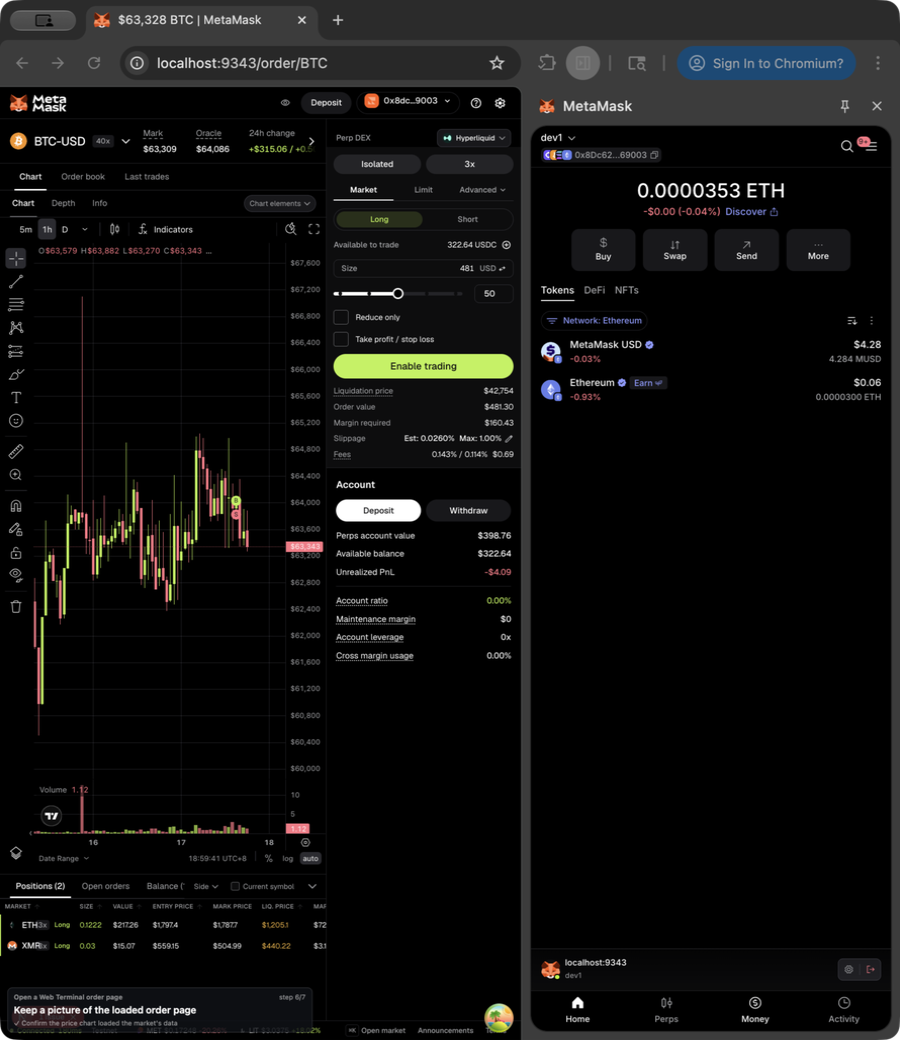 $63,328 BTC | MetaMask
localhost:9343/order/BTC
Sign In to Chromium?
Meta Mask
Deposit
0x8dc...9003
BTC-USD 40x
Mark $63,309
Oracle $64,086
24h change +$315.06 /
Chart Order book Last trades
Chart Depth Info
Chart elements
5m 1h D Indicators
O$63,579 H$63,882 L$63,270 C$63,343 ...
$67,600
$67,200
$66,800
$66,400
$66,000
$65,600
$65,200
$64,800
$64,400
$64,000
$63,600
$63,343
$63,200
$62,800
$62,400
$62,000
$61,600
$61,200
$60,800
$60,400
$60,000
Volume 1.12
10
5
1.12
16 17 18
Date Range
18:59:41 UTC+8 % log auto
Positions (2) Open orders Balance ( Side Current symbol
MARKET SIZE VALUE ENTRY PRICE MARK PRICE LIQ. PRICE MAR
ETH 3x Long 0.1222 $217.26 $1,797.4 $1,787.7 $1,205.1 $72
XMR Long 0.03 $15.07 $559.15 $504.99 $440.22 $3.1
Open a Web Terminal order page step 6/7
Keep a picture of the loaded order page
✓ Confirm the price chart loaded the market's data
⌘K Open market Announcements
Perp DEX Hyperliquid
Isolated 3x
Market Limit Advanced
Long Short
Available to trade 322.64 USDC
Size 481 USD
50
Reduce only
Take profit / stop loss
Enable trading
Liquidation price $42,754
Order value $481.30
Margin required $160.43
Slippage Est: 0.0260% Max: 1.00%
Fees 0.143% / 0.114% $0.69
Account
Deposit Withdraw
Perps account value $398.76
Available balance $322.64
Unrealized PnL -$4.09
Account ratio 0.00%
Maintenance margin $0
Account leverage 0x
Cross margin usage 0.00%
MetaMask
dev1
0x8Dc62...69003
9+
0.0000353 ETH
-$0.00 (-0.04%) Discover
Buy Swap Send More
Tokens DeFi NFTs
Network: Ethereum
MetaMask USD $4.28
-0.03% 4.284 MUSD
Ethereum Earn $0.06
-0.93% 0.0000300 ETH
localhost:9343
dev1
Home Perps Money Activity